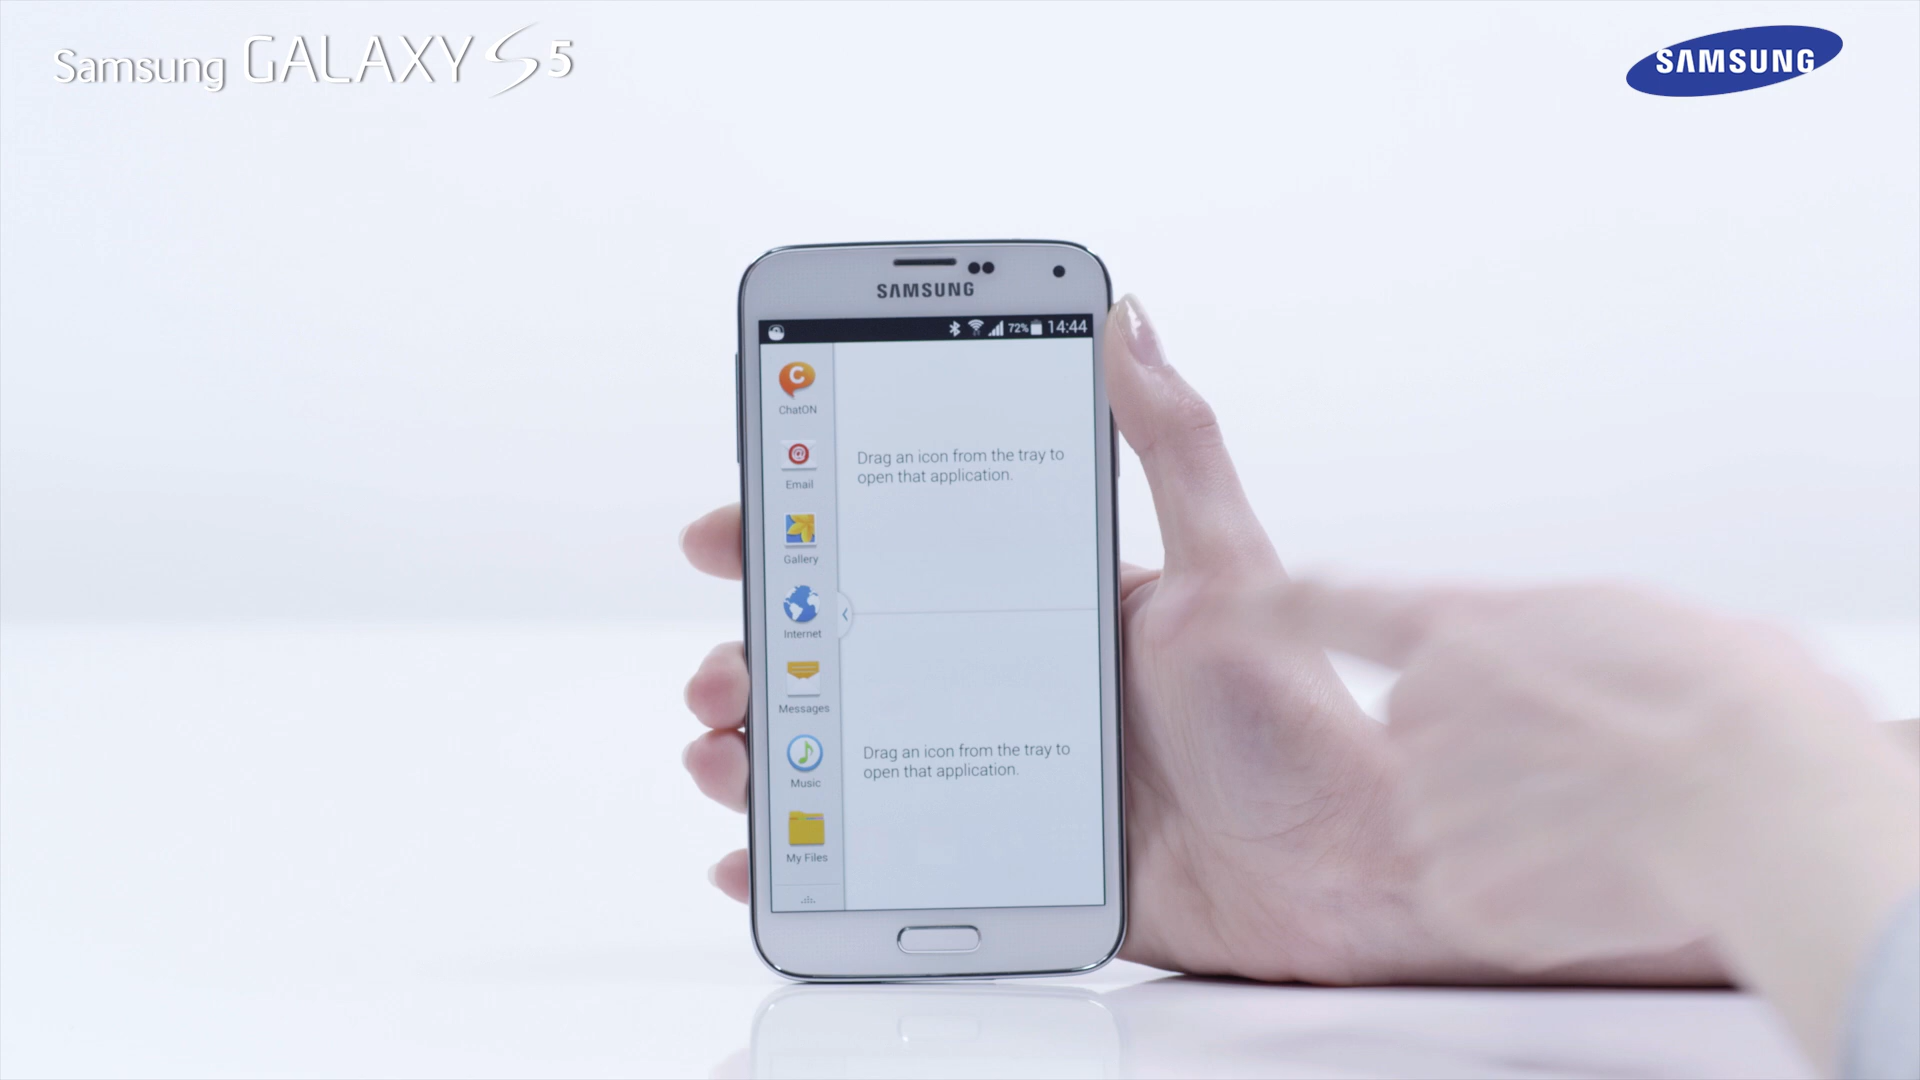 Samsung GALAXY S5
SAMSUNG
SAMSUNG
72% 14:44
ChatON
Email
Gallery
Internet
Messages
Music
My Files
Drag an icon from the tray to
open that application.
Drag an icon from the tray to
open that application.